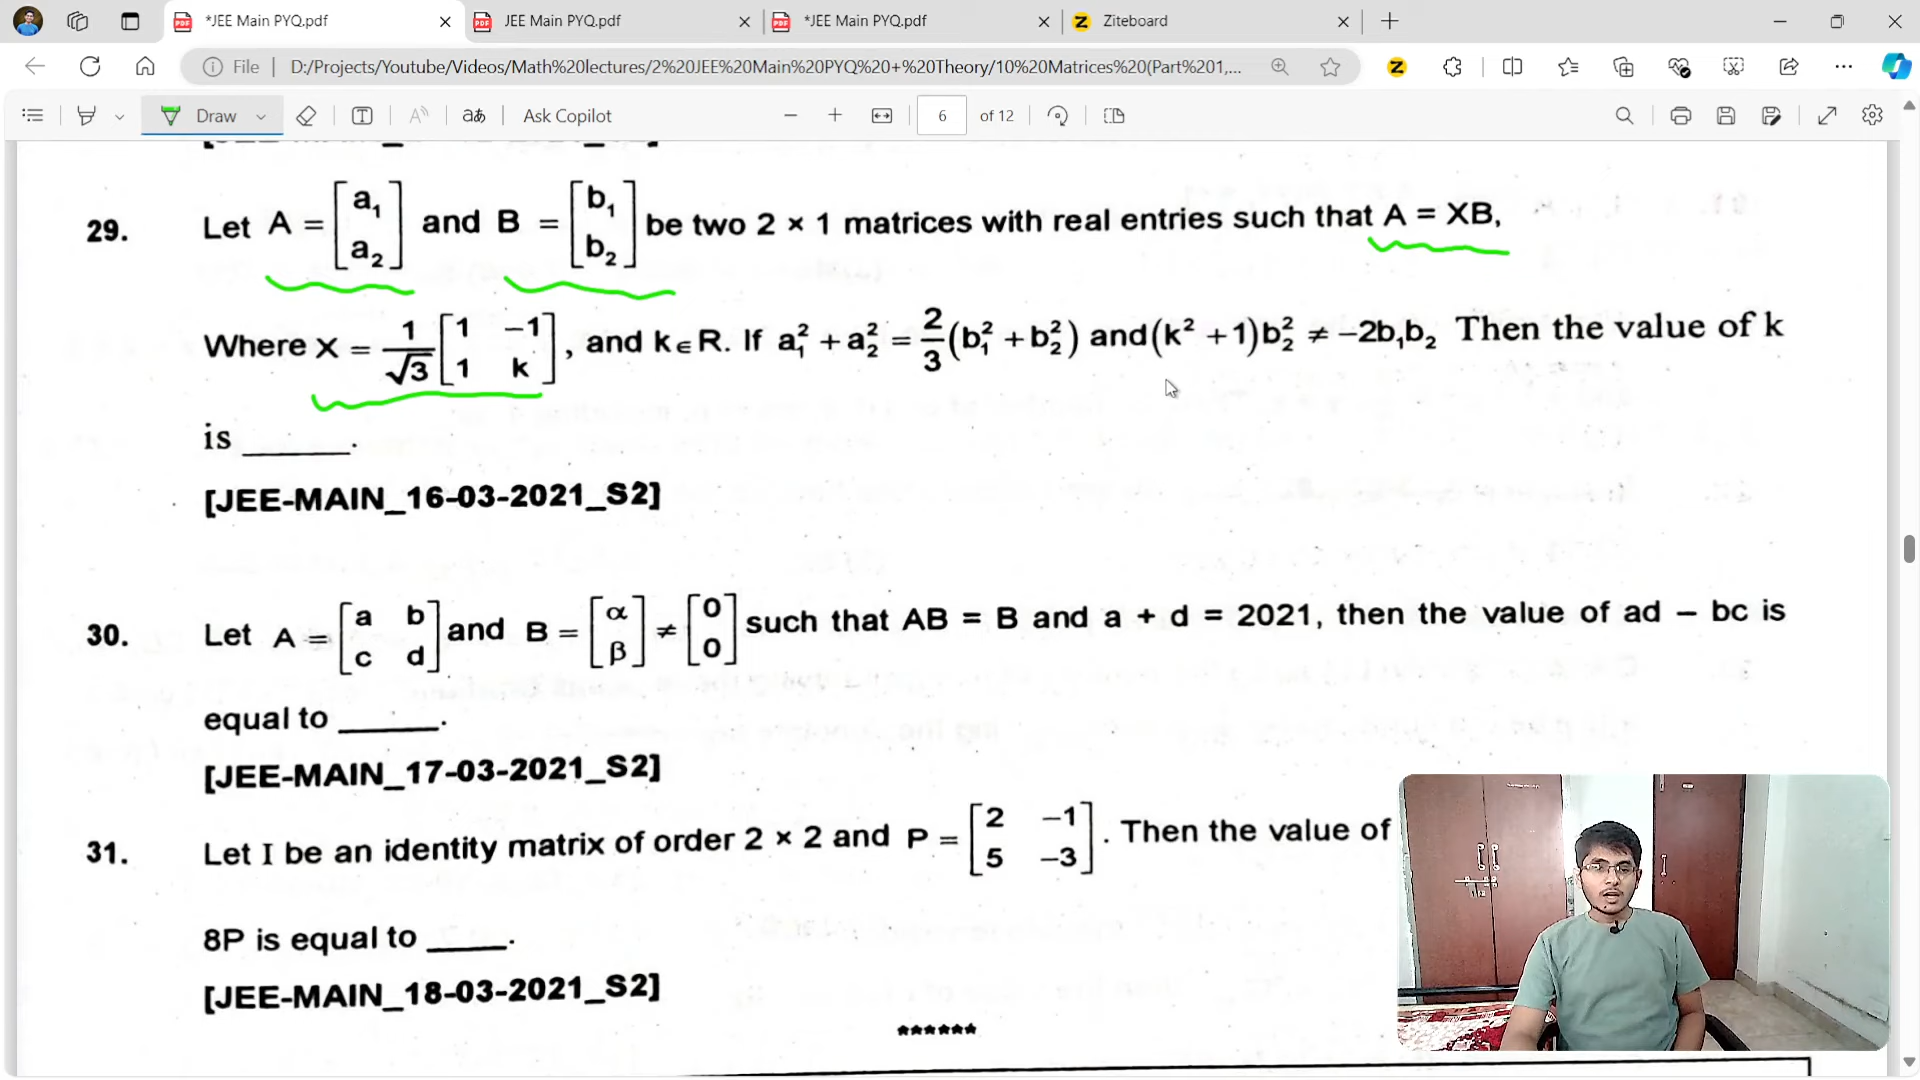 *JEE Main PYQ.pdf
JEE Main PYQ.pdf
*JEE Main PYQ.pdf
Ziteboard
File | D:/Projects/Youtube/Videos/Math%20lectures/2%20JEE%20Main%20PYQ%20+%20Theory/10%20Matrices%20(Part%201,...
Draw
Ask Copilot
6 of 12
29. Let A = [a₁ a₂] and B = [b₁ b₂] be two 2 × 1 matrices with real entries such that A = XB,
Where x = 1/√3 [1 −1 1 k], and k ∈ R. If a₁² + a₂² = 2/3 (b₁² + b₂²) and (k² + 1)b₂² ≠ −2b₁b₂ Then the value of k
is ______.
[JEE-MAIN_16-03-2021_S2]
30. Let A = [a b c d] and B = [α β] ≠ [0 0] such that AB = B and a + d = 2021, then the value of ad − bc is
equal to ______.
[JEE-MAIN_17-03-2021_S2]
31. Let I be an identity matrix of order 2 × 2 and P = [2 −1 5 −3]. Then the value of
8P is equal to _____.
[JEE-MAIN_18-03-2021_S2]
******